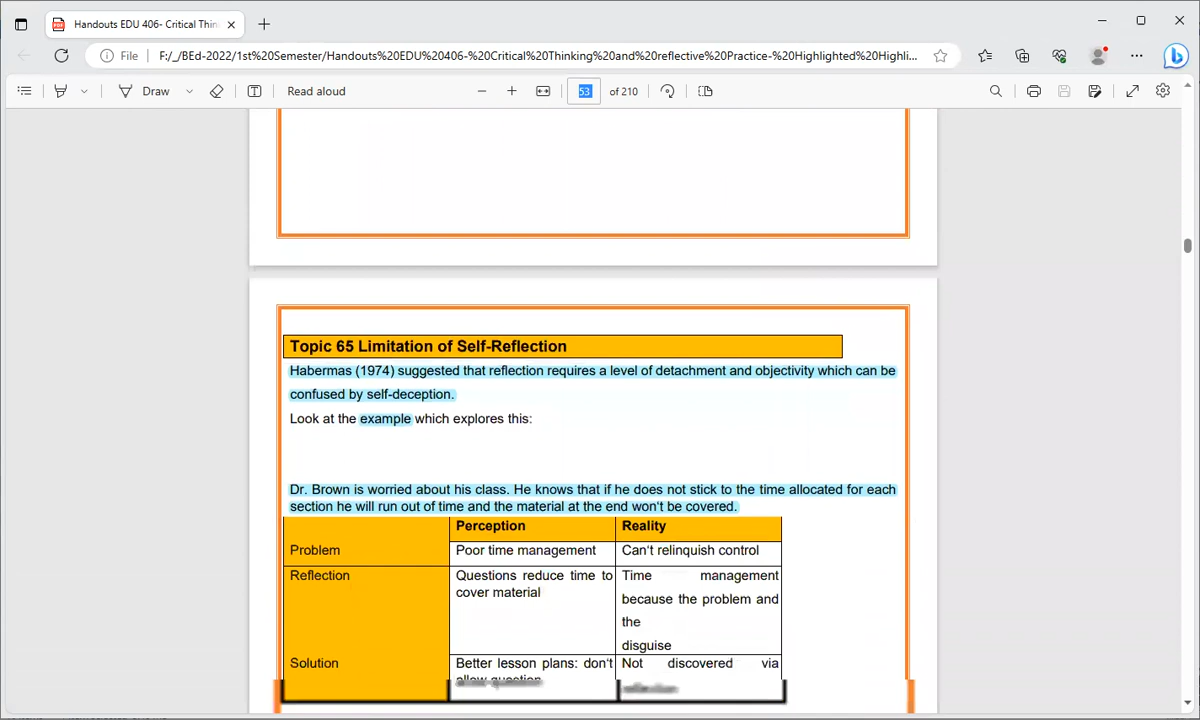 Handouts EDU 406- Critical Thin
File
F:/_/BEd-2022/1st%20Semester/Handouts%20EDU%20406-%20Critical%20Thinking%20and%20reflective%20Practice-%20Highlighted%20Highli...
Draw
Read aloud
53 of 210
Topic 65 Limitation of Self-Reflection
Habermas (1974) suggested that reflection requires a level of detachment and objectivity which can be
confused by self-deception.
Look at the example which explores this:
Dr. Brown is worried about his class. He knows that if he does not stick to the time allocated for each
section he will run out of time and the material at the end won't be covered.
Perception Reality
Problem Poor time management Can't relinquish control
Reflection Questions reduce time to Time management
cover material because the problem and
the
disguise
Solution Better lesson plans: don't Not discovered via